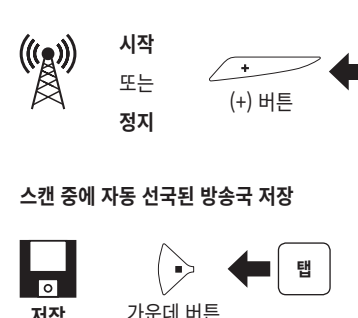 시작
또는
정지
+
(+) 버튼
스캔 중에 자동 선국된 방송국 저장
탭
저장
가운데 버튼